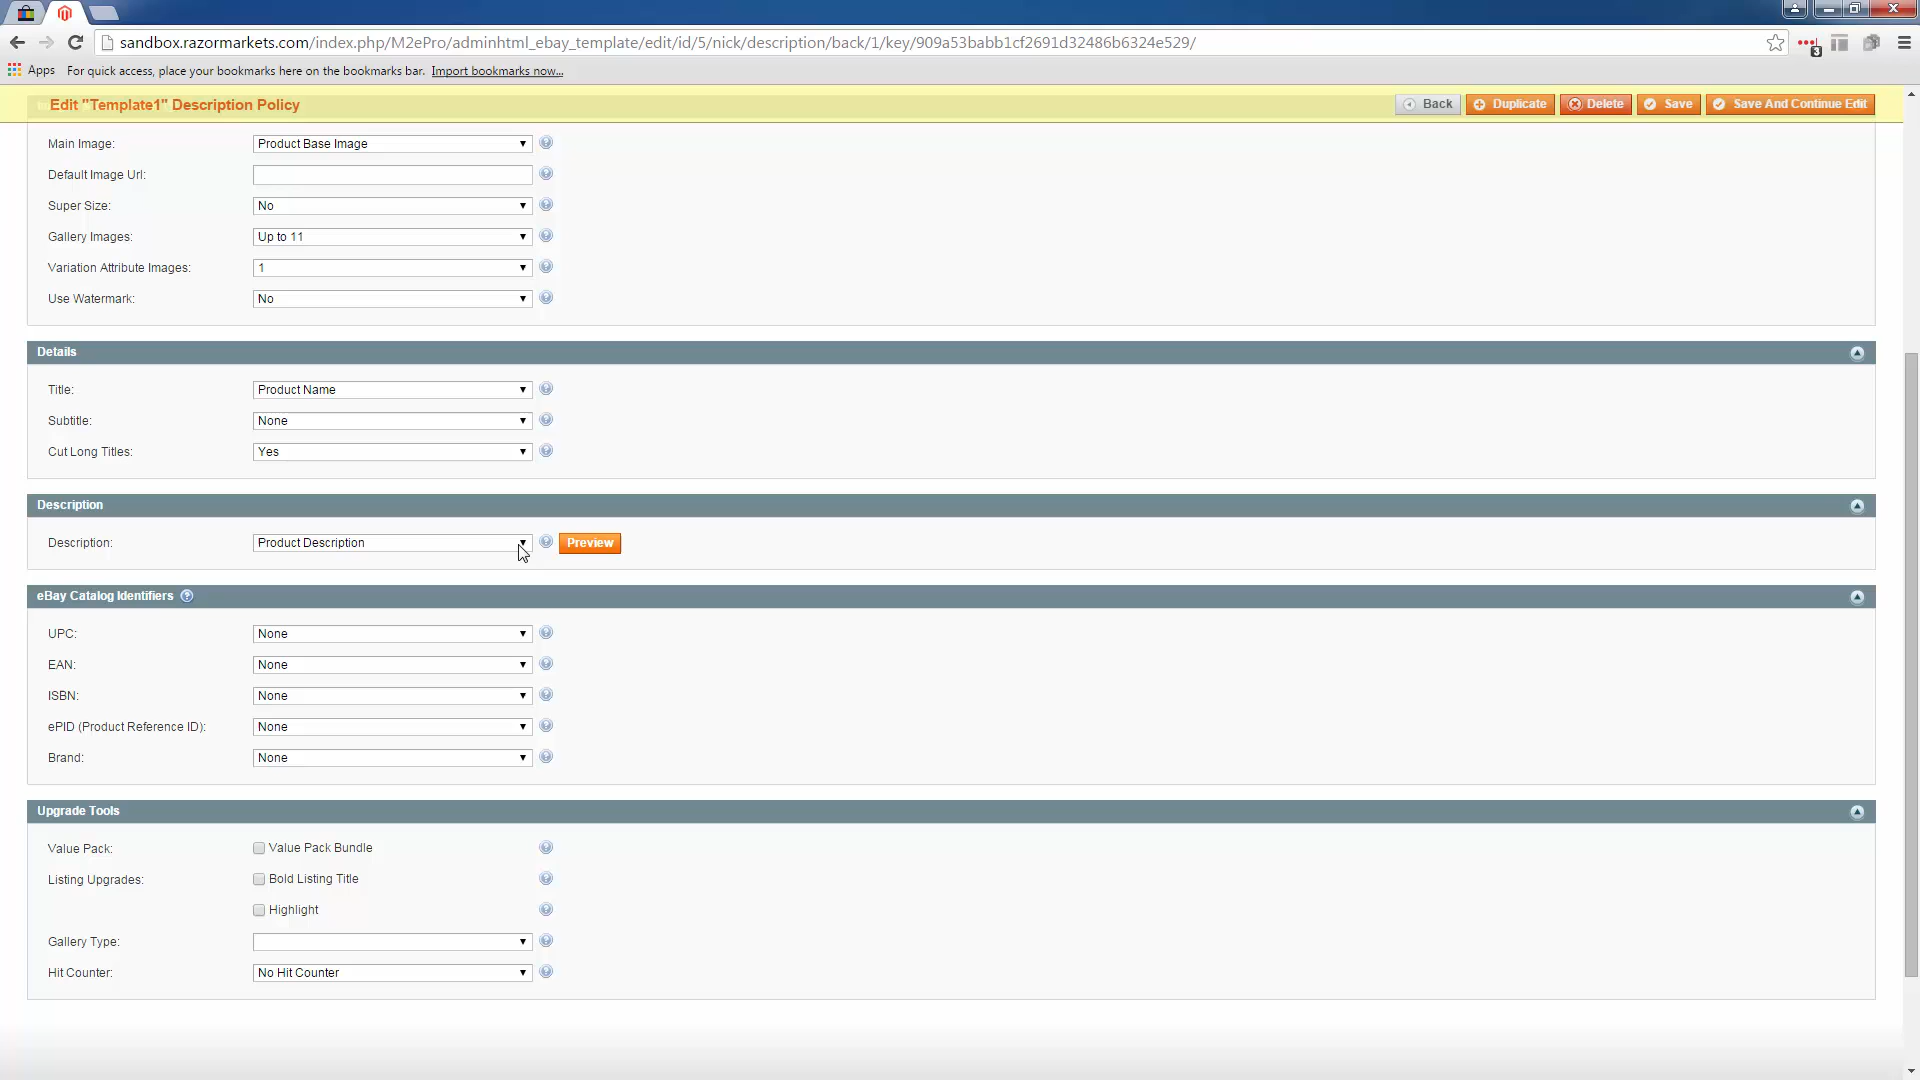 sandbox.razormarkets.com/index.php/M2ePro/adminhtml_ebay_template/edit/id/5/nick/description/back/1/key/909a53babb1cf2691d32486b6324e529/
3
Apps For quick access, place your bookmarks here on the bookmarks bar. Import bookmarks now...
Edit "Template1" Description Policy Back Duplicate Delete Save Save And Continue Edit
Main Image: Product Base Image
Default Image Url:
Super Size: No
Gallery Images: Up to 11
Variation Attribute Images: 1
Use Watermark: No
Details
Title: Product Name
Subtitle: None
Cut Long Titles: Yes
Description
Description: Product Description Preview
eBay Catalog Identifiers
UPC: None
EAN: None
ISBN: None
ePID (Product Reference ID): None
Brand: None
Upgrade Tools
Value Pack: Value Pack Bundle
Listing Upgrades: Bold Listing Title
Highlight
Gallery Type:
Hit Counter: No Hit Counter